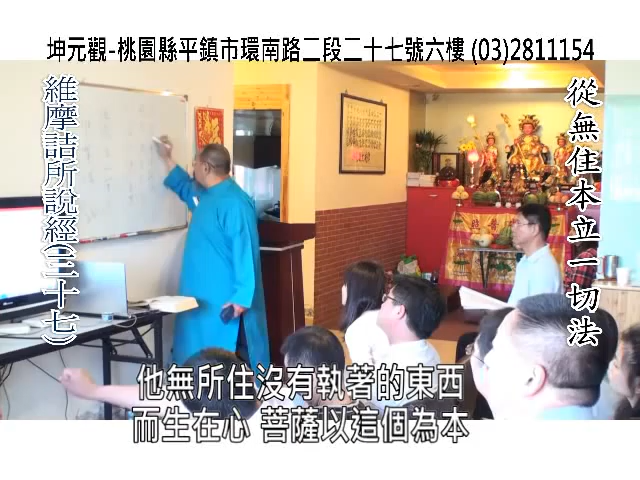 坤元觀-桃園縣平鎮市環南路二段二十七號六樓 (03)2811154
維摩詰所說經(三十七)
從無住本立一切法
他無所住沒有執著的東西
而生在心 菩薩以這個為本